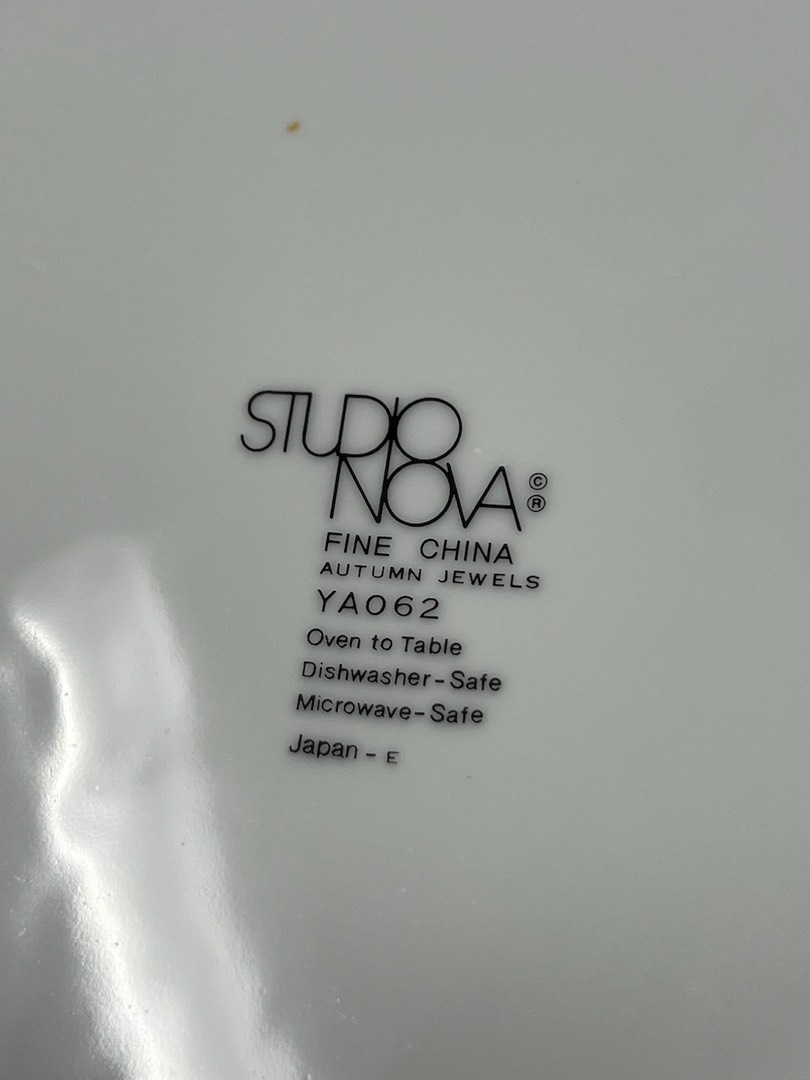 STUDIO
NOVA © ®
FINE CHINA
AUTUMN JEWELS
YA062
Oven to Table
Dishwasher-Safe
Microwave-Safe
Japan - E